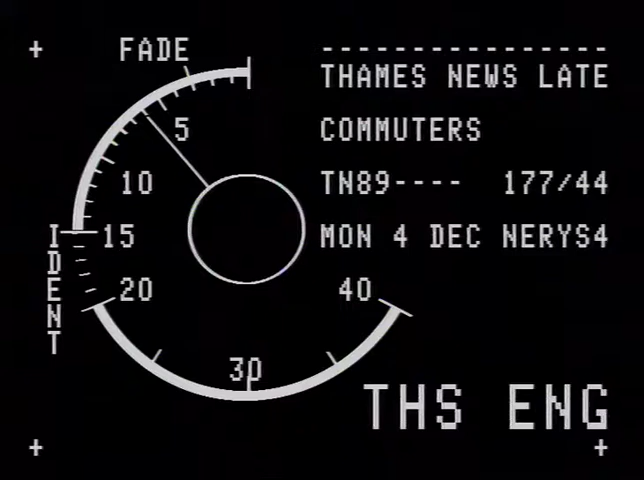 FADE
5
10
15
20
30
40
IDENT
----------------
THAMES NEWS LATE
COMMUTERS
TN89---- 177/44
MON 4 DEC NERYS4
THS ENG